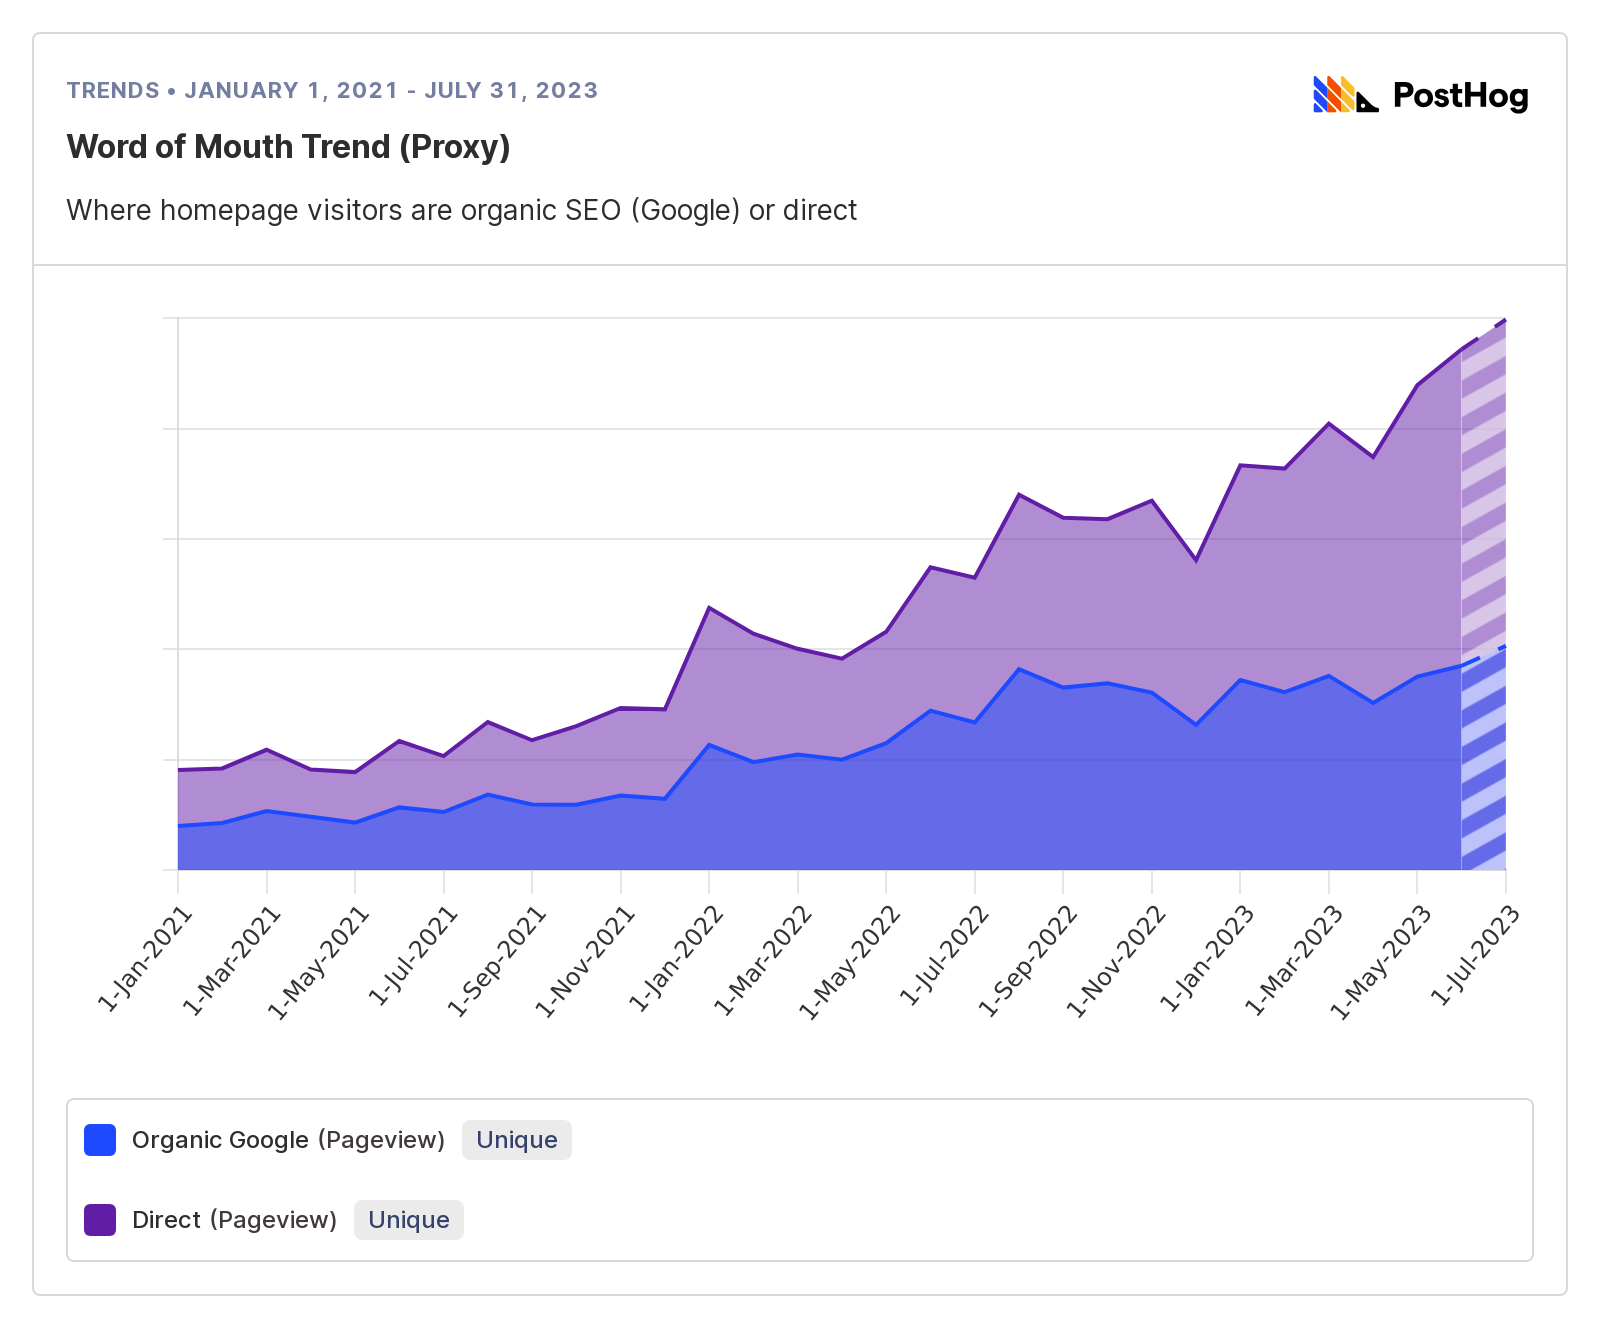 TRENDS • JANUARY 1, 2021 - JULY 31, 2023
PostHog
Word of Mouth Trend (Proxy)
Where homepage visitors are organic SEO (Google) or direct
1-Jan-2021
1-Mar-2021
1-May-2021
1-Jul-2021
1-Sep-2021
1-Nov-2021
1-Jan-2022
1-Mar-2022
1-May-2022
1-Jul-2022
1-Sep-2022
1-Nov-2022
1-Jan-2023
1-Mar-2023
1-May-2023
1-Jul-2023
Organic Google (Pageview) Unique
Direct (Pageview) Unique